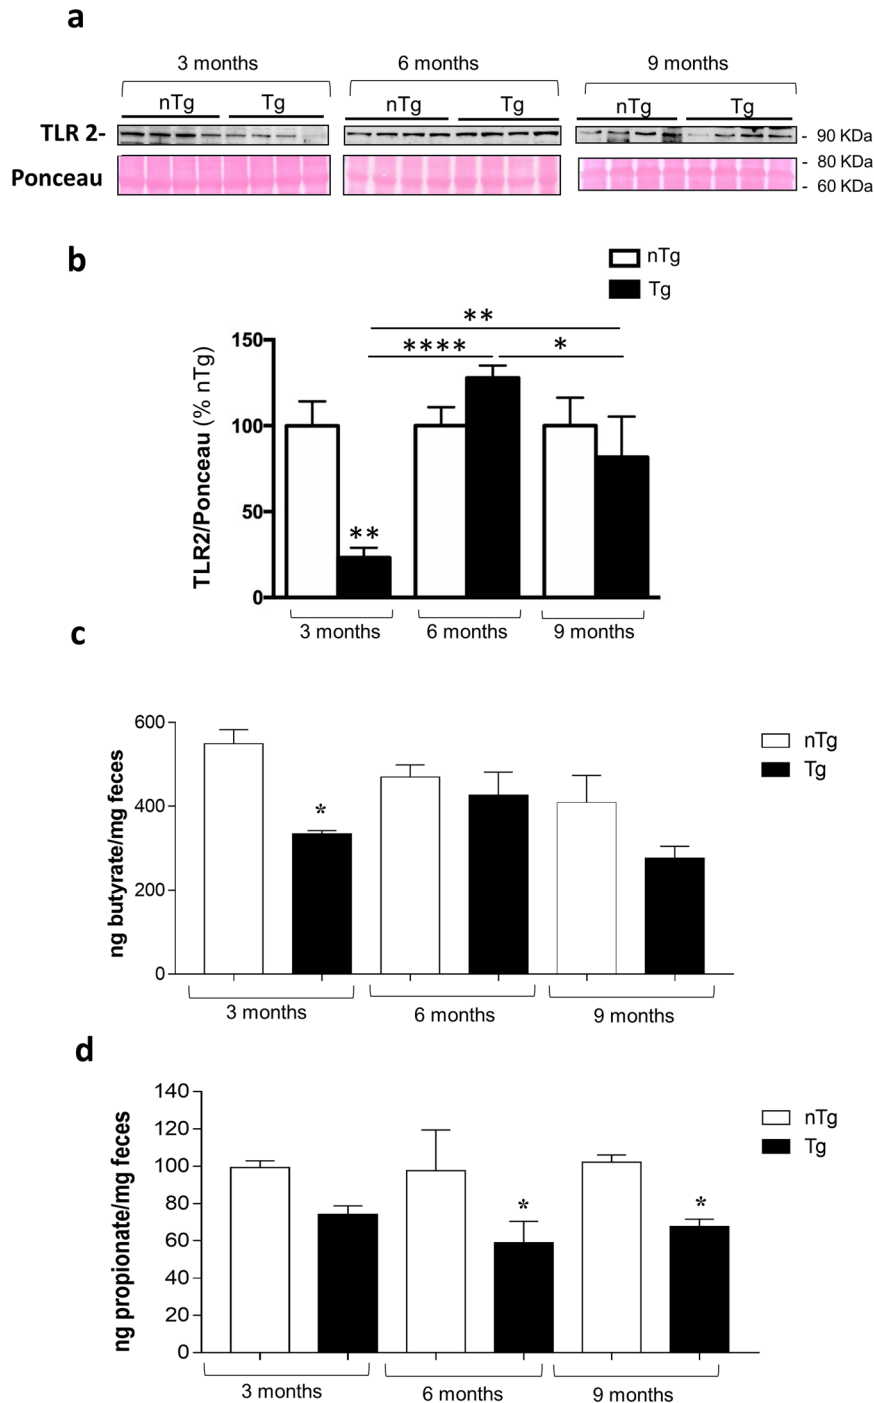 a
3 months 6 months 9 months
nTg Tg nTg Tg nTg Tg
TLR 2- - 90 KDa
- 80 KDa
Ponceau - 60 KDa
b
nTg
Tg
**
**** *
150
100
50
0
**
TLR2/Ponceau (% nTg)
3 months 6 months 9 months
c
nTg
Tg
600
400
200
0
*
ng butyrate/mg feces
3 months 6 months 9 months
d
nTg
Tg
140
120
100
80
60
40
20
0
* *
ng propionate/mg feces
3 months 6 months 9 months